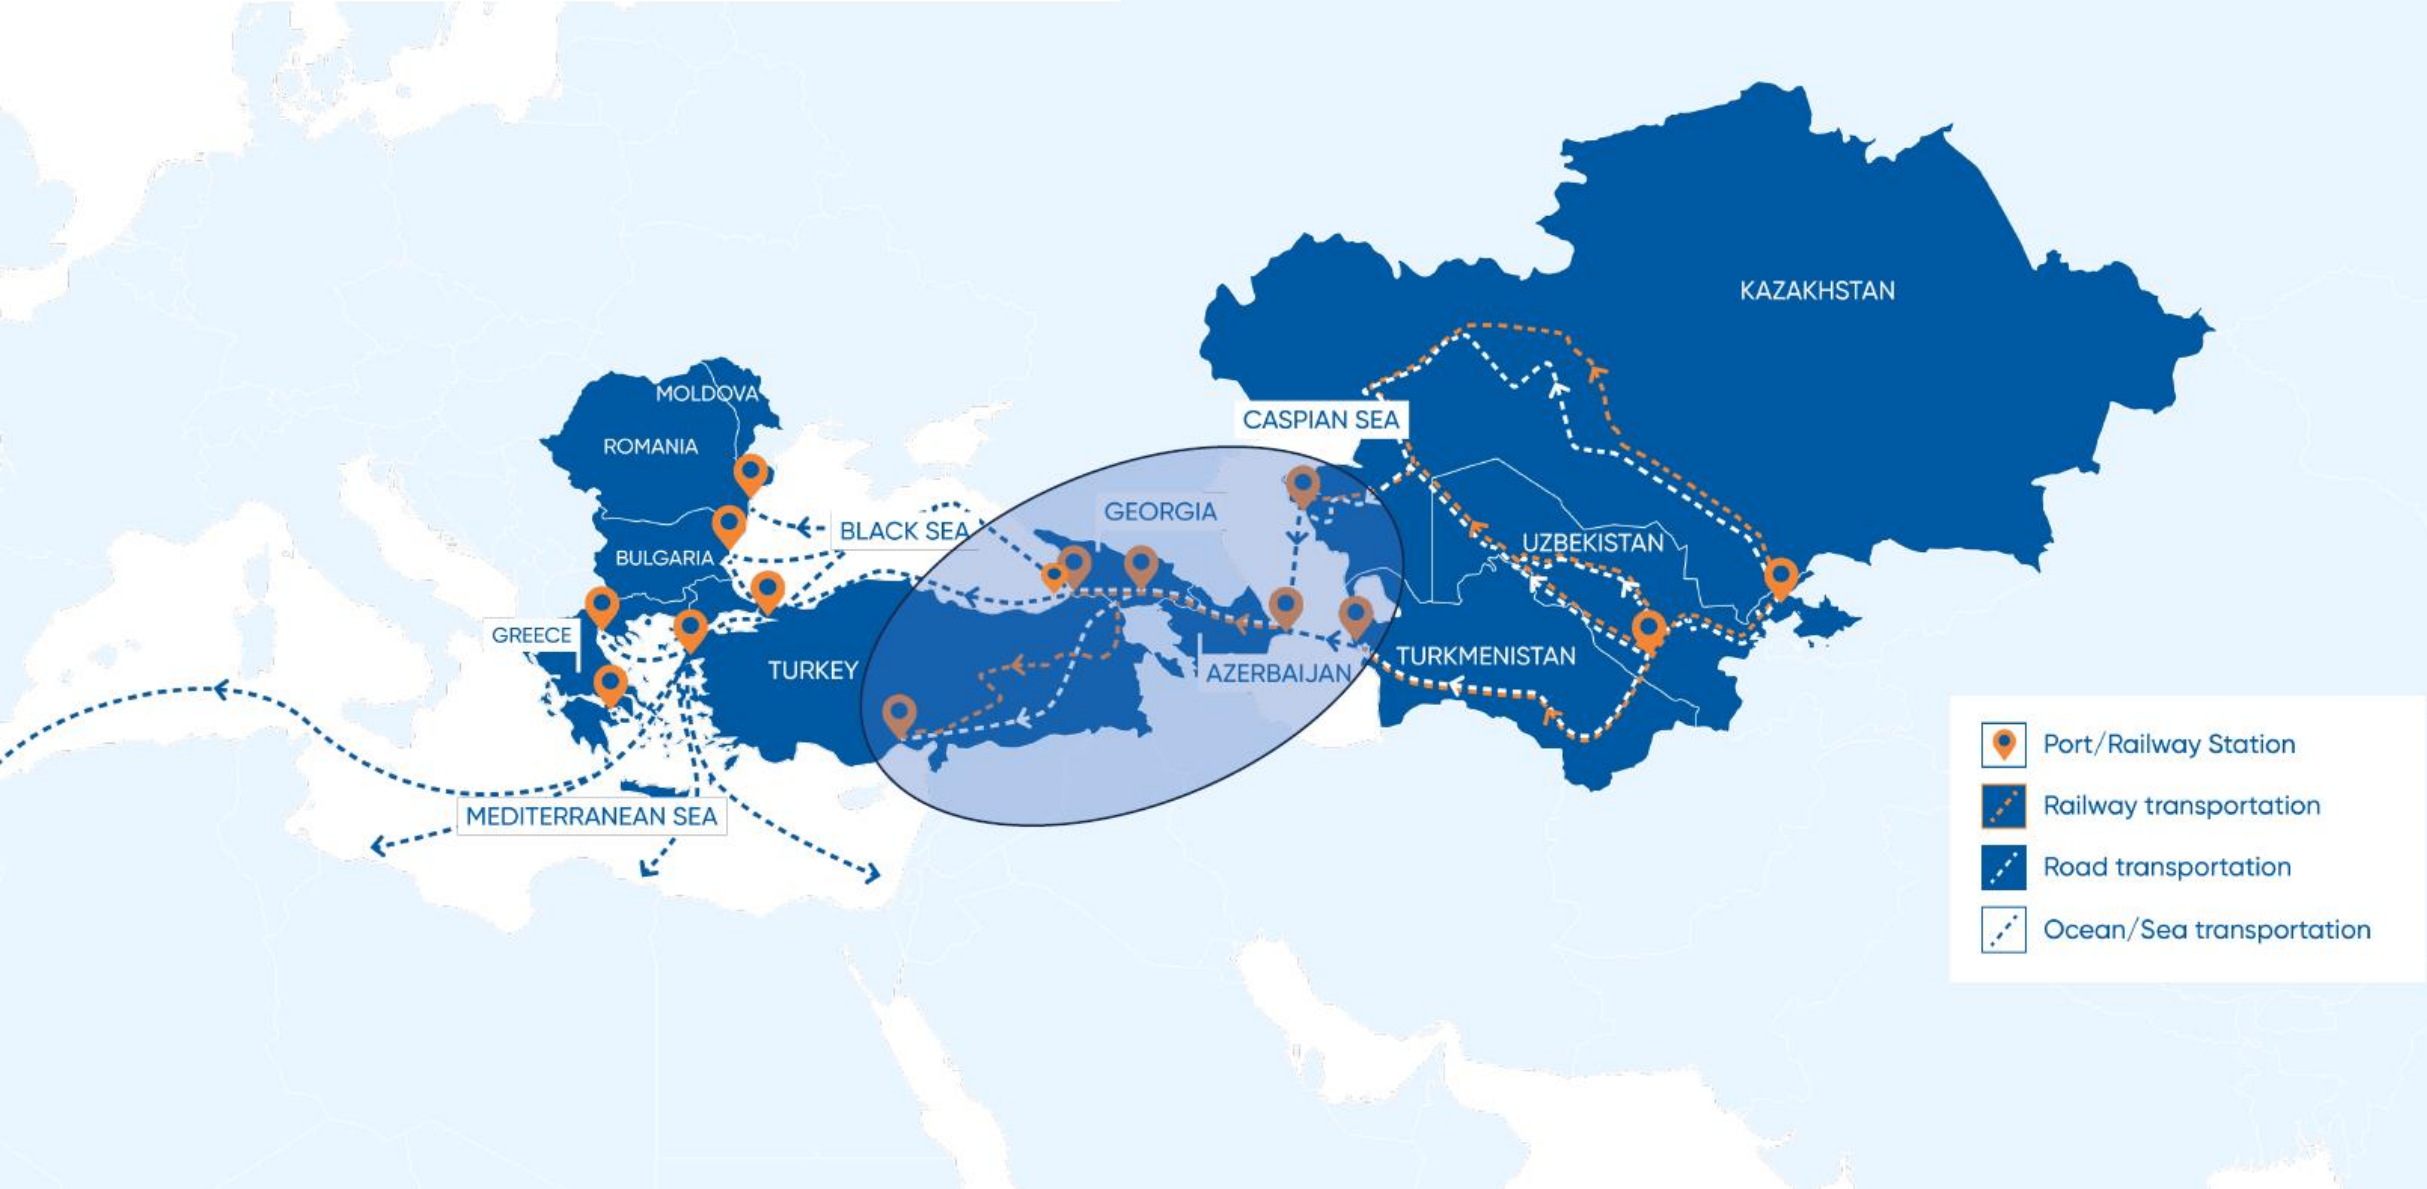 KAZAKHSTAN
MOLDOVA
CASPIAN SEA
ROMANIA
GEORGIA
BLACK SEA
UZBEKISTAN
BULGARIA
GREECE
TURKEY
TURKMENISTAN
AZERBAIJAN
MEDITERRANEAN SEA
Port/Railway Station
Railway transportation
Road transportation
Ocean/Sea transportation